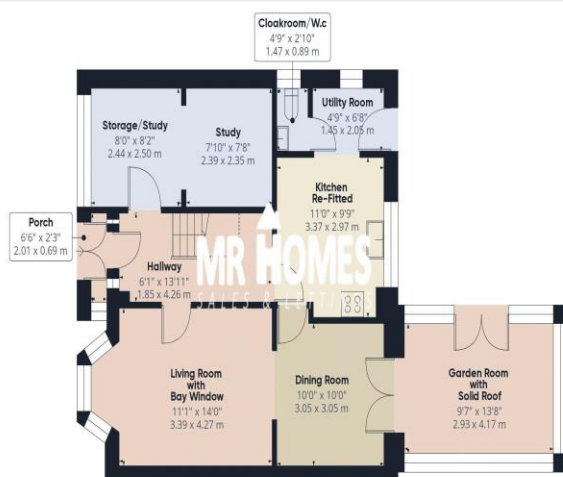 Cloakroom/W.c
4'9" x 2'10"
1.47 x 0.89 m
Utility Room
4'9" x 6'8"
1.45 x 2.05 m
Storage/Study
8'0" x 8'2"
2.44 x 2.50 m
Study
7'10" x 7'8"
2.39 x 2.35 m
Kitchen
Re-Fitted
11'0" x 9'9"
3.37 x 2.97 m
Porch
6'6" x 2'3"
2.01 x 0.69 m
Hallway
6'1" x 13'11"
1.85 x 4.26 m
MR HOMES
SALES & LETTINGS
Living Room
with
Bay Window
11'1" x 14'0"
3.39 x 4.27 m
Dining Room
10'0" x 10'0"
3.05 x 3.05 m
Garden Room
with
Solid Roof
9'7" x 13'8"
2.93 x 4.17 m